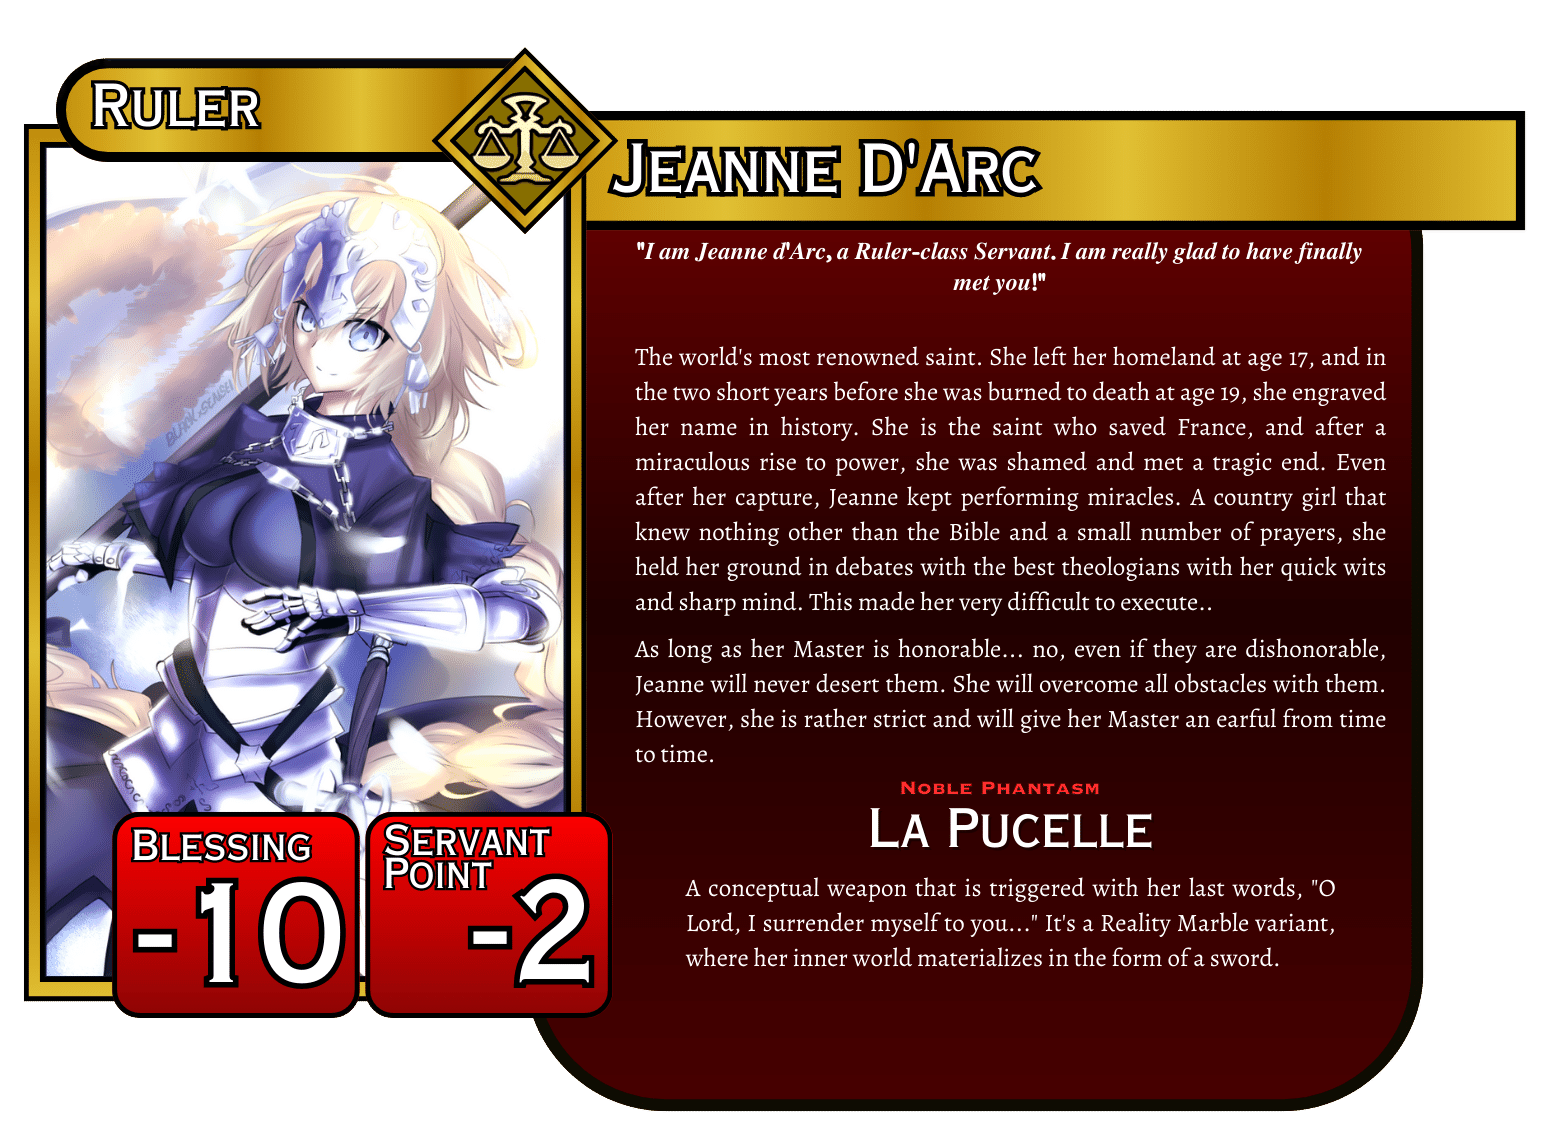 Ruler
Jeanne D'Arc
"I am Jeanne d'Arc, a Ruler-class Servant. I am really glad to have finally
met you!"
The world's most renowned saint. She left her homeland at age 17, and in
the two short years before she was burned to death at age 19, she engraved
her name in history. She is the saint who saved France, and after a
miraculous rise to power, she was shamed and met a tragic end. Even
after her capture, Jeanne kept performing miracles. A country girl that
knew nothing other than the Bible and a small number of prayers, she
held her ground in debates with the best theologians with her quick wits
and sharp mind. This made her very difficult to execute..
As long as her Master is honorable... no, even if they are dishonorable,
Jeanne will never desert them. She will overcome all obstacles with them.
However, she is rather strict and will give her Master an earful from time
to time.
Noble Phantasm
La Pucelle
A conceptual weapon that is triggered with her last words, "O
Lord, I surrender myself to you..." It's a Reality Marble variant,
where her inner world materializes in the form of a sword.
Blessing
-10
Servant
Point
-2